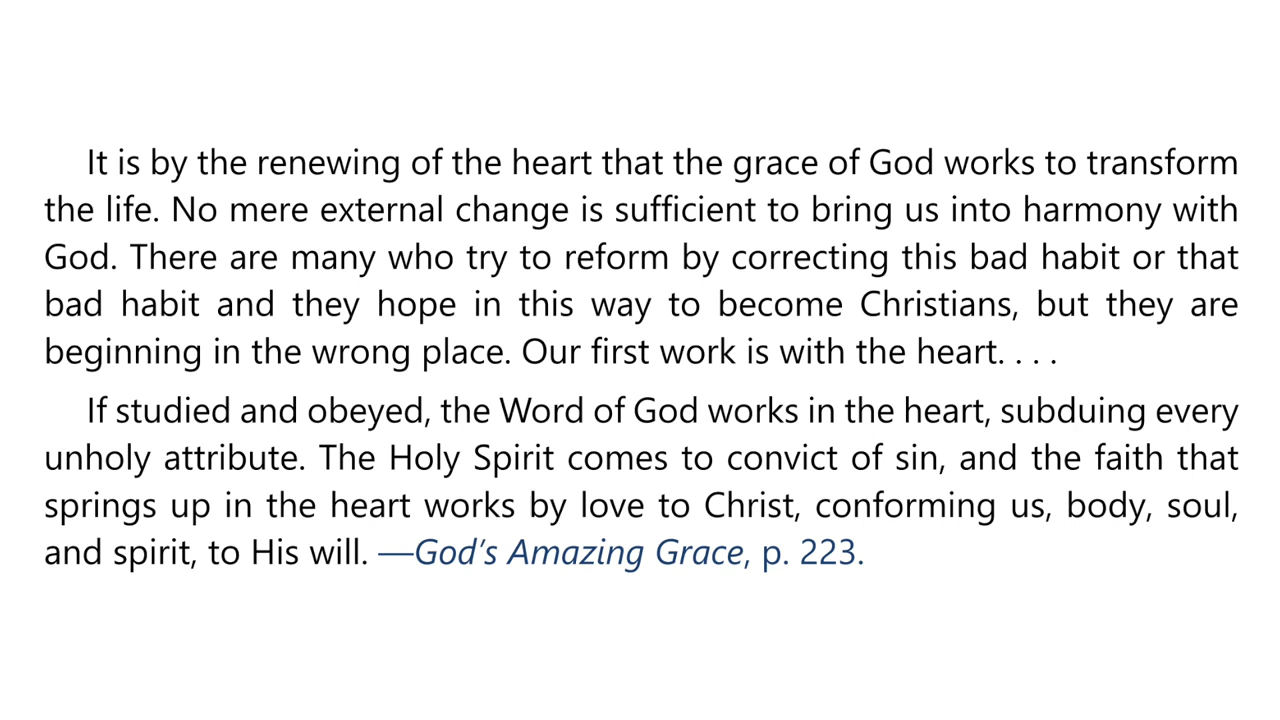 It is by the renewing of the heart that the grace of God works to transform
the life. No mere external change is sufficient to bring us into harmony with
God. There are many who try to reform by correcting this bad habit or that
bad habit and they hope in this way to become Christians, but they are
beginning in the wrong place. Our first work is with the heart. . . .
If studied and obeyed, the Word of God works in the heart, subduing every
unholy attribute. The Holy Spirit comes to convict of sin, and the faith that
springs up in the heart works by love to Christ, conforming us, body, soul,
and spirit, to His will. —God’s Amazing Grace, p. 223.